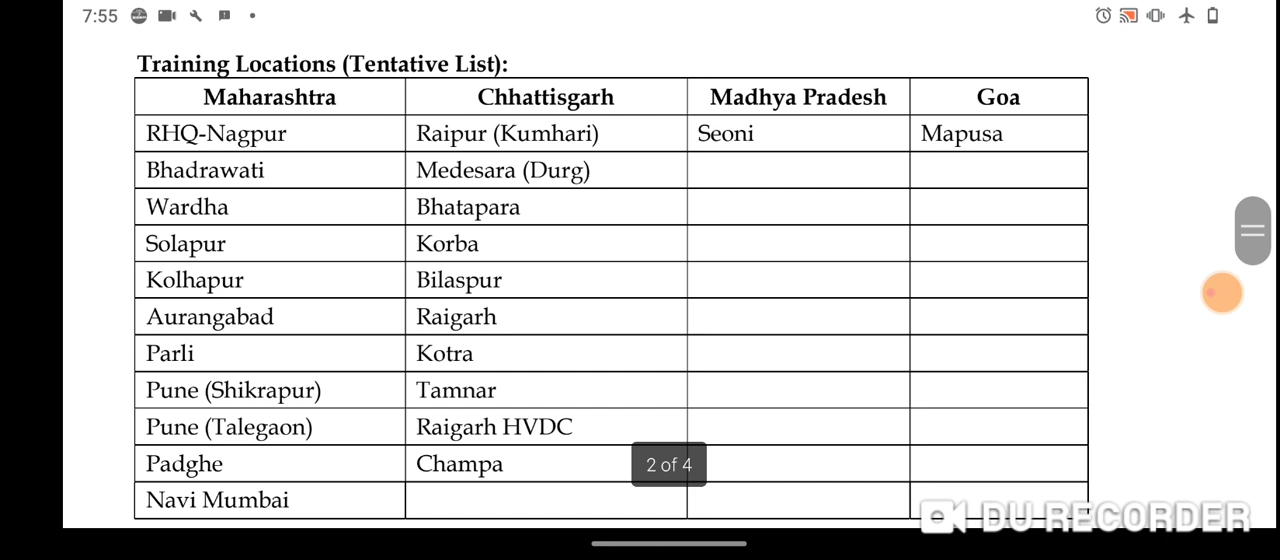 7:55
Training Locations (Tentative List):
Maharashtra Chhattisgarh Madhya Pradesh Goa
RHQ-Nagpur Raipur (Kumhari) Seoni Mapusa
Bhadrawati Medesara (Durg)
Wardha Bhatapara
Solapur Korba
Kolhapur Bilaspur
Aurangabad Raigarh
Parli Kotra
Pune (Shikrapur) Tamnar
Pune (Talegaon) Raigarh HVDC
Padghe Champa
2 of 4
Navi Mumbai
DU RECORDER